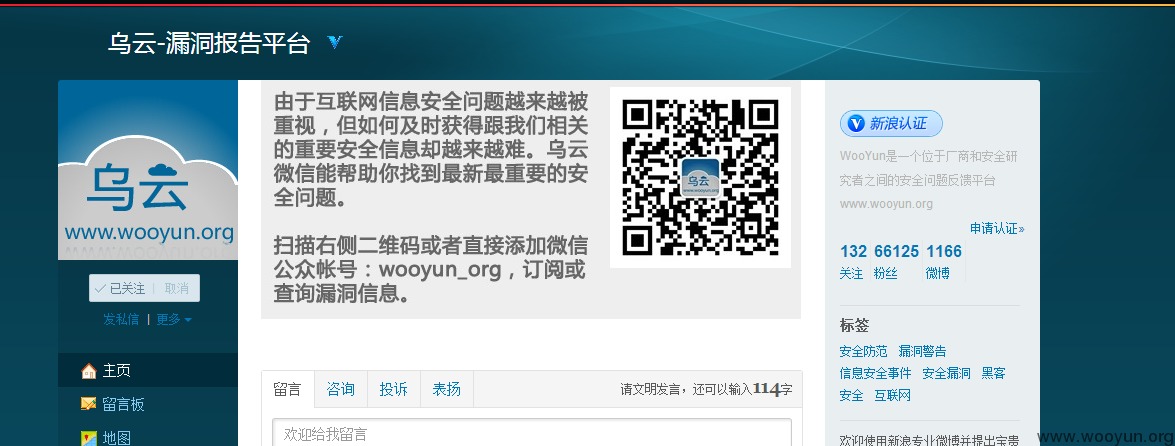 乌云-漏洞报告平台
乌云
www.wooyun.org
已关注 | 取消
发私信 | 更多
主页
留言板
地图
由于互联网信息安全问题越来越被
重视，但如何及时获得跟我们相关
的重要安全信息却越来越难。乌云
微信能帮助你找到最新最重要的安
全问题。
扫描右侧二维码或者直接添加微信
公众帐号：wooyun_org，订阅或
查询漏洞信息。
乌云
www.wooyun.org
留言 咨询 投诉 表扬 请文明发言，还可以输入114字
欢迎给我留言
V 新浪认证
WooYun是一个位于厂商和安全研
究者之间的安全问题反馈平台
www.wooyun.org
申请认证»
132 66125 1166
关注 粉丝 微博
标签
安全防范 漏洞警告
信息安全事件 安全漏洞 黑客
安全 互联网
欢迎使用新浪专业微博并提出宝贵
www.wooyun.org